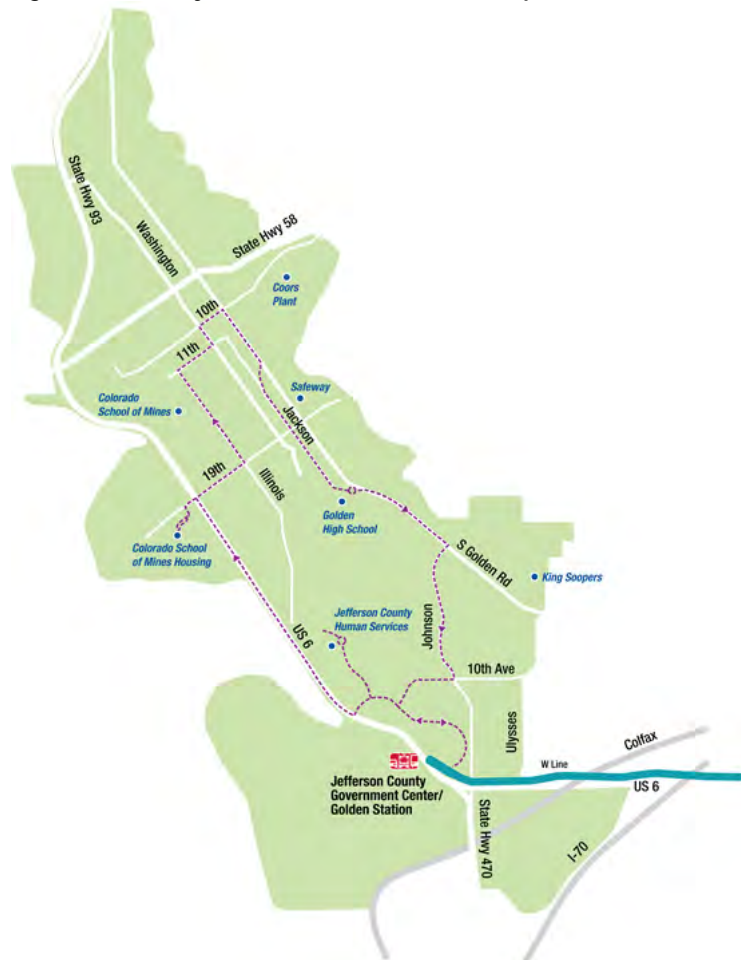 State Hwy 93
Washington
State Hwy 58
Coors
Plant
10th
11th
Safeway
Colorado
School of Mines
Jackson
19th
Illinois
Golden
High School
Colorado School
of Mines Housing
S Golden Rd
King Soopers
Jefferson County
Human Services
US 6
Johnson
10th Ave
Ulysses
Colfax
W Line
US 6
Jefferson County
Government Center/
Golden Station
State Hwy 470
I-70